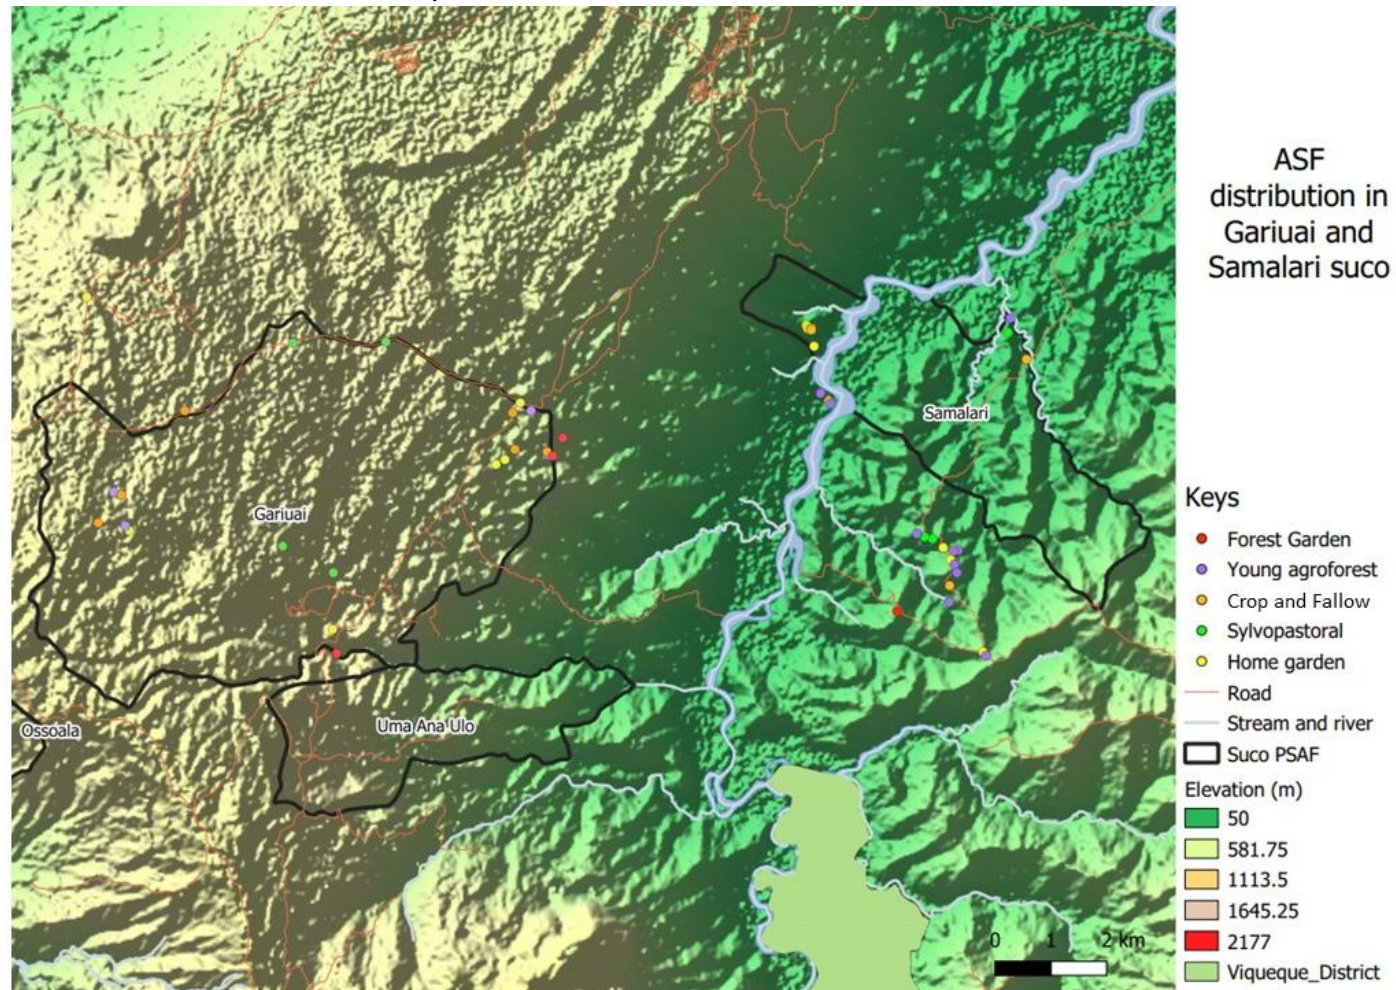 ASF
distribution in
Gariuai and
Samalari suco
Samalari
Gariuai
Ossoala
Uma Ana Ulo
Keys
Forest Garden
Young agroforest
Crop and Fallow
Sylvopastoral
Home garden
Road
Stream and river
Suco PSAF
Elevation (m)
50
581.75
1113.5
1645.25
2177
Viqueque_District
0 1 2 km